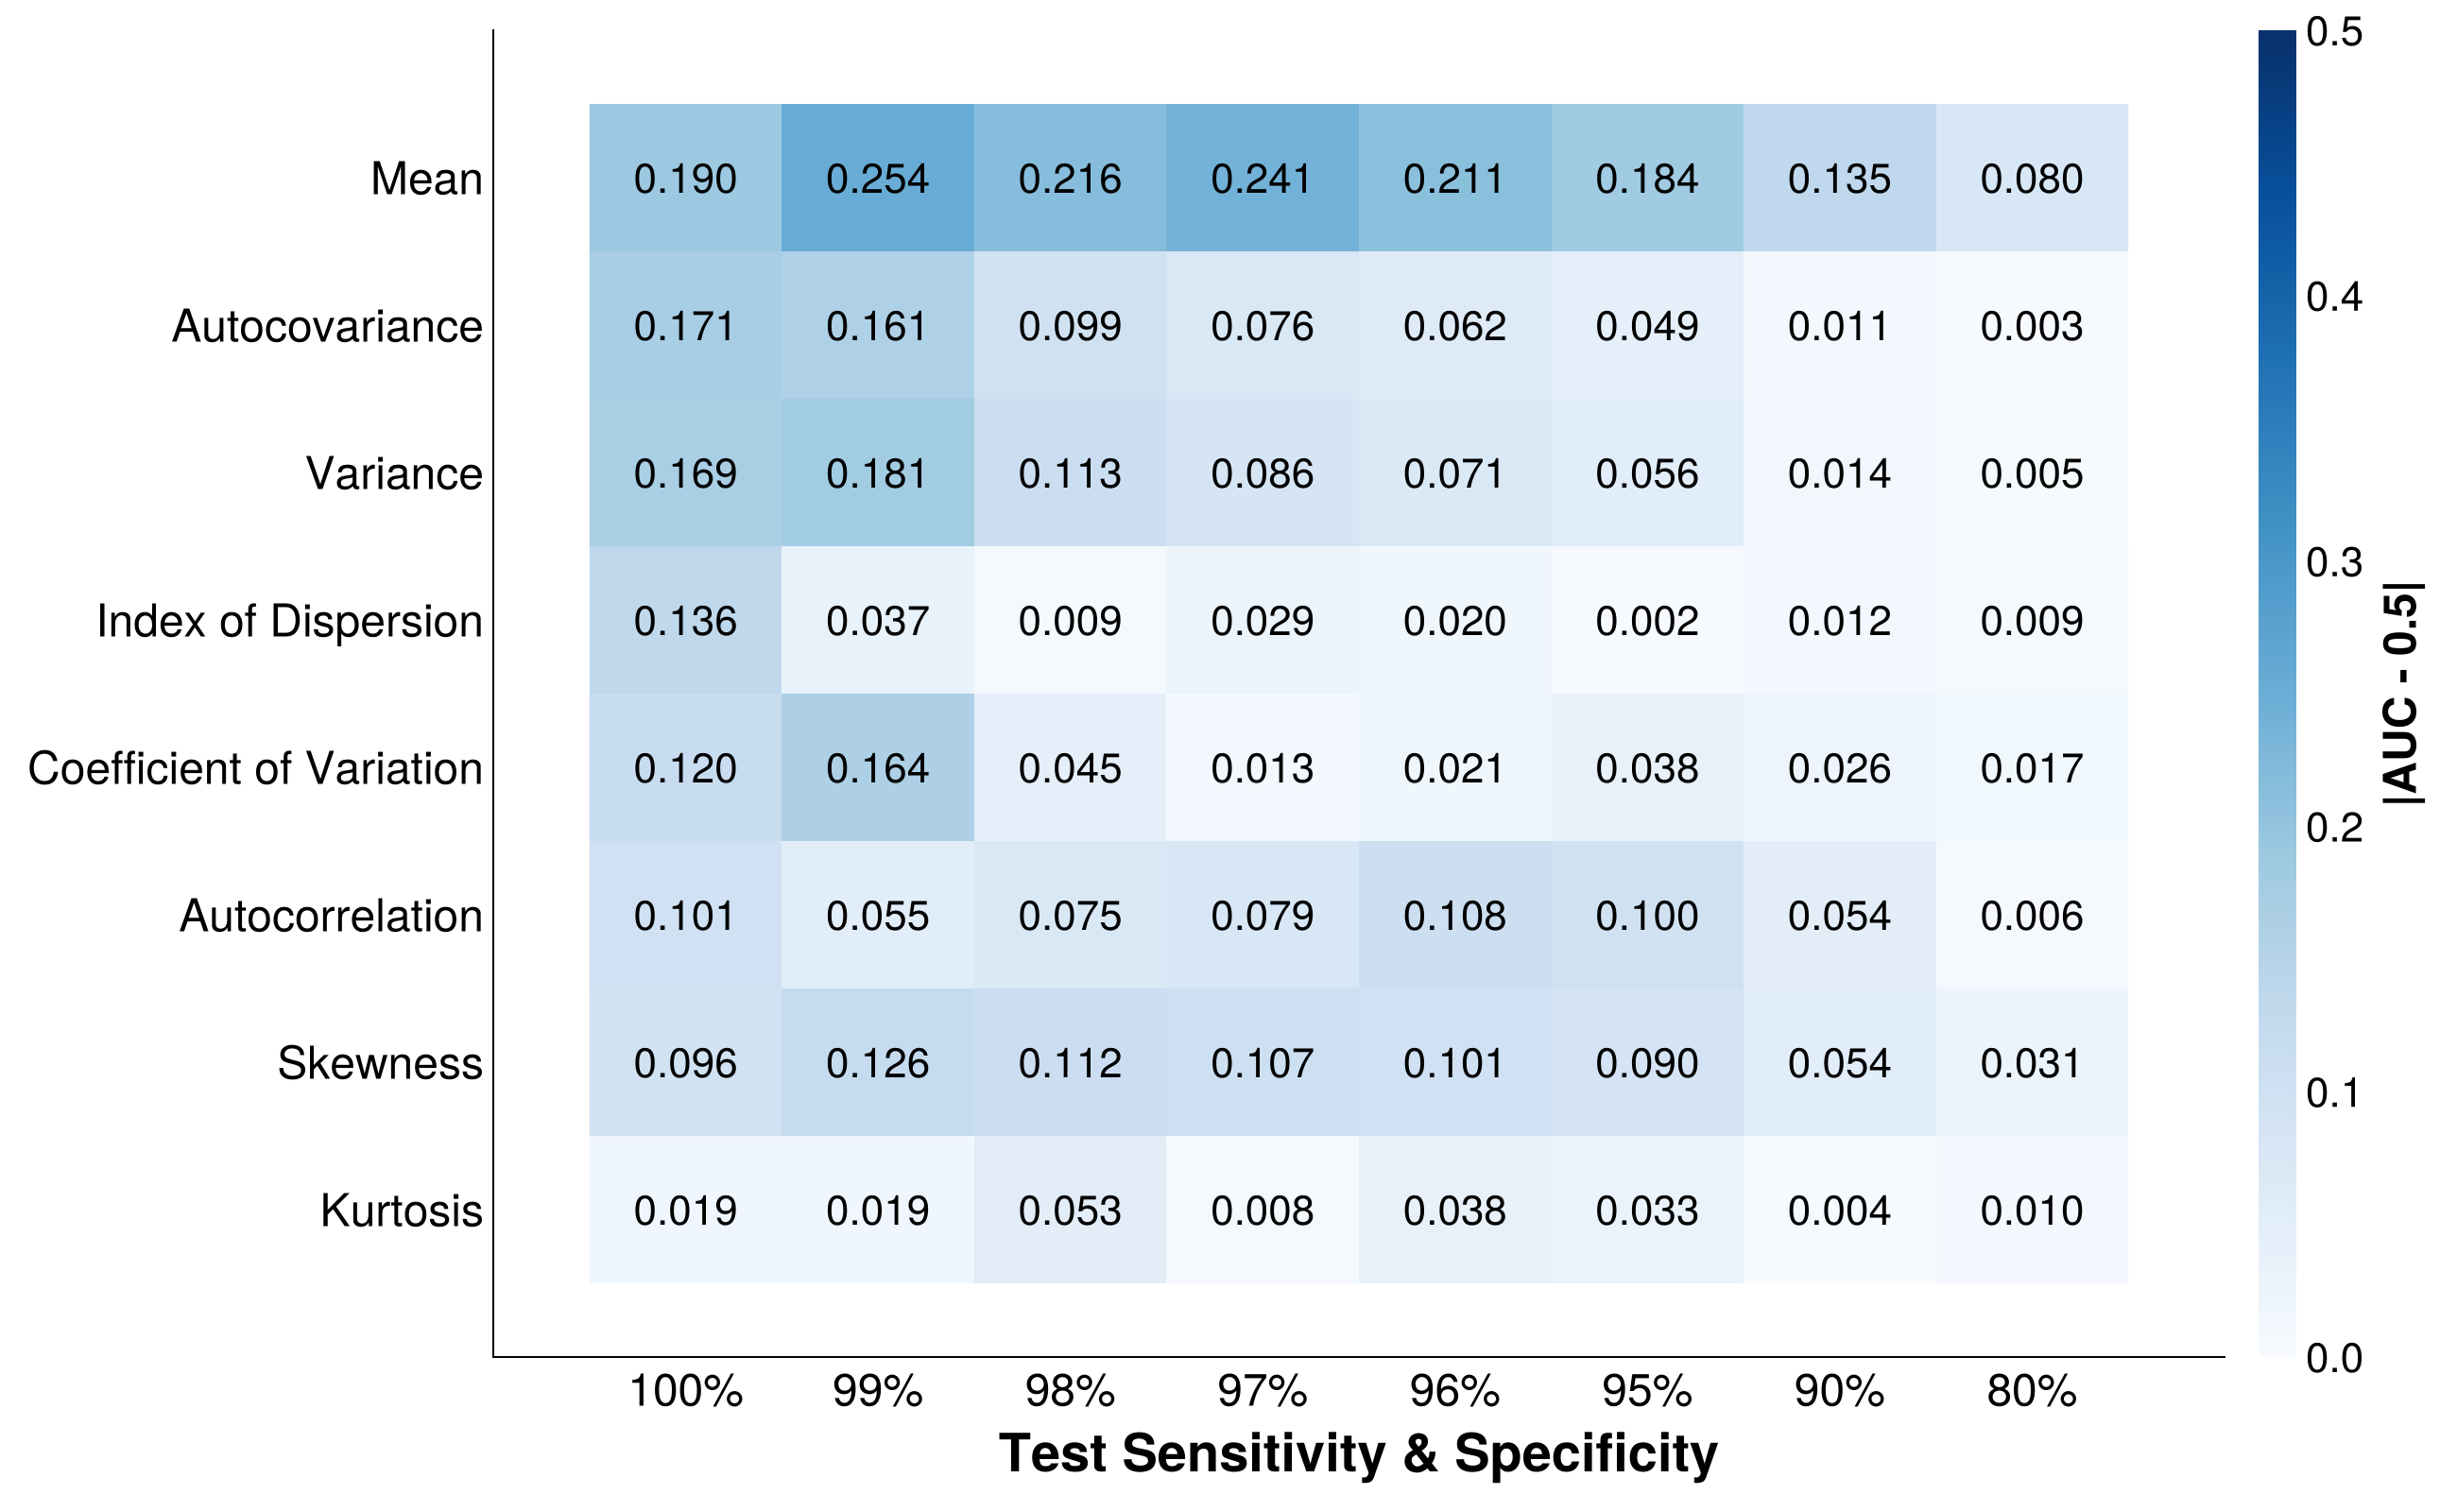 Mean 0.190 0.254 0.216 0.241 0.211 0.184 0.135 0.080
Autocovariance 0.171 0.161 0.099 0.076 0.062 0.049 0.011 0.003
Variance 0.169 0.181 0.113 0.086 0.071 0.056 0.014 0.005
Index of Dispersion 0.136 0.037 0.009 0.029 0.020 0.002 0.012 0.009
Coefficient of Variation 0.120 0.164 0.045 0.013 0.021 0.038 0.026 0.017
Autocorrelation 0.101 0.055 0.075 0.079 0.108 0.100 0.054 0.006
Skewness 0.096 0.126 0.112 0.107 0.101 0.090 0.054 0.031
Kurtosis 0.019 0.019 0.053 0.008 0.038 0.033 0.004 0.010
100% 99% 98% 97% 96% 95% 90% 80%
Test Sensitivity & Specificity
0.5
0.4
0.3
0.2
0.1
0.0
|AUC - 0.5|